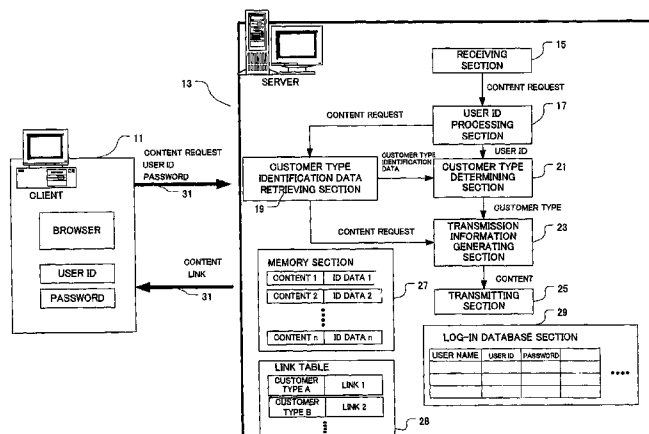 SERVER
13
RECEIVING
SECTION
15
CONTENT REQUEST
CONTENT REQUEST
USER ID
PROCESSING
SECTION
17
USER ID
11
CLIENT
BROWSER
USER ID
PASSWORD
CONTENT REQUEST
USER ID
PASSWORD
31
CONTENT
LINK
31
CUSTOMER TYPE
IDENTIFICATION DATA
RETRIEVING SECTION
19
CUSTOMER TYPE
IDENTIFICATION
DATA
CUSTOMER TYPE
DETERMINING
SECTION
21
CUSTOMER TYPE
CONTENT REQUEST
TRANSMISSION
INFORMATION
GENERATING
SECTION
23
CONTENT
TRANSMITTING
SECTION
25
MEMORY SECTION
CONTENT 1 ID DATA 1
CONTENT 2 ID DATA 2
CONTENT n ID DATA n
27
LINK TABLE
CUSTOMER
TYPE A LINK 1
CUSTOMER
TYPE B LINK 2
28
29
LOG-IN DATABASE SECTION
USER NAME USER ID PASSWORD